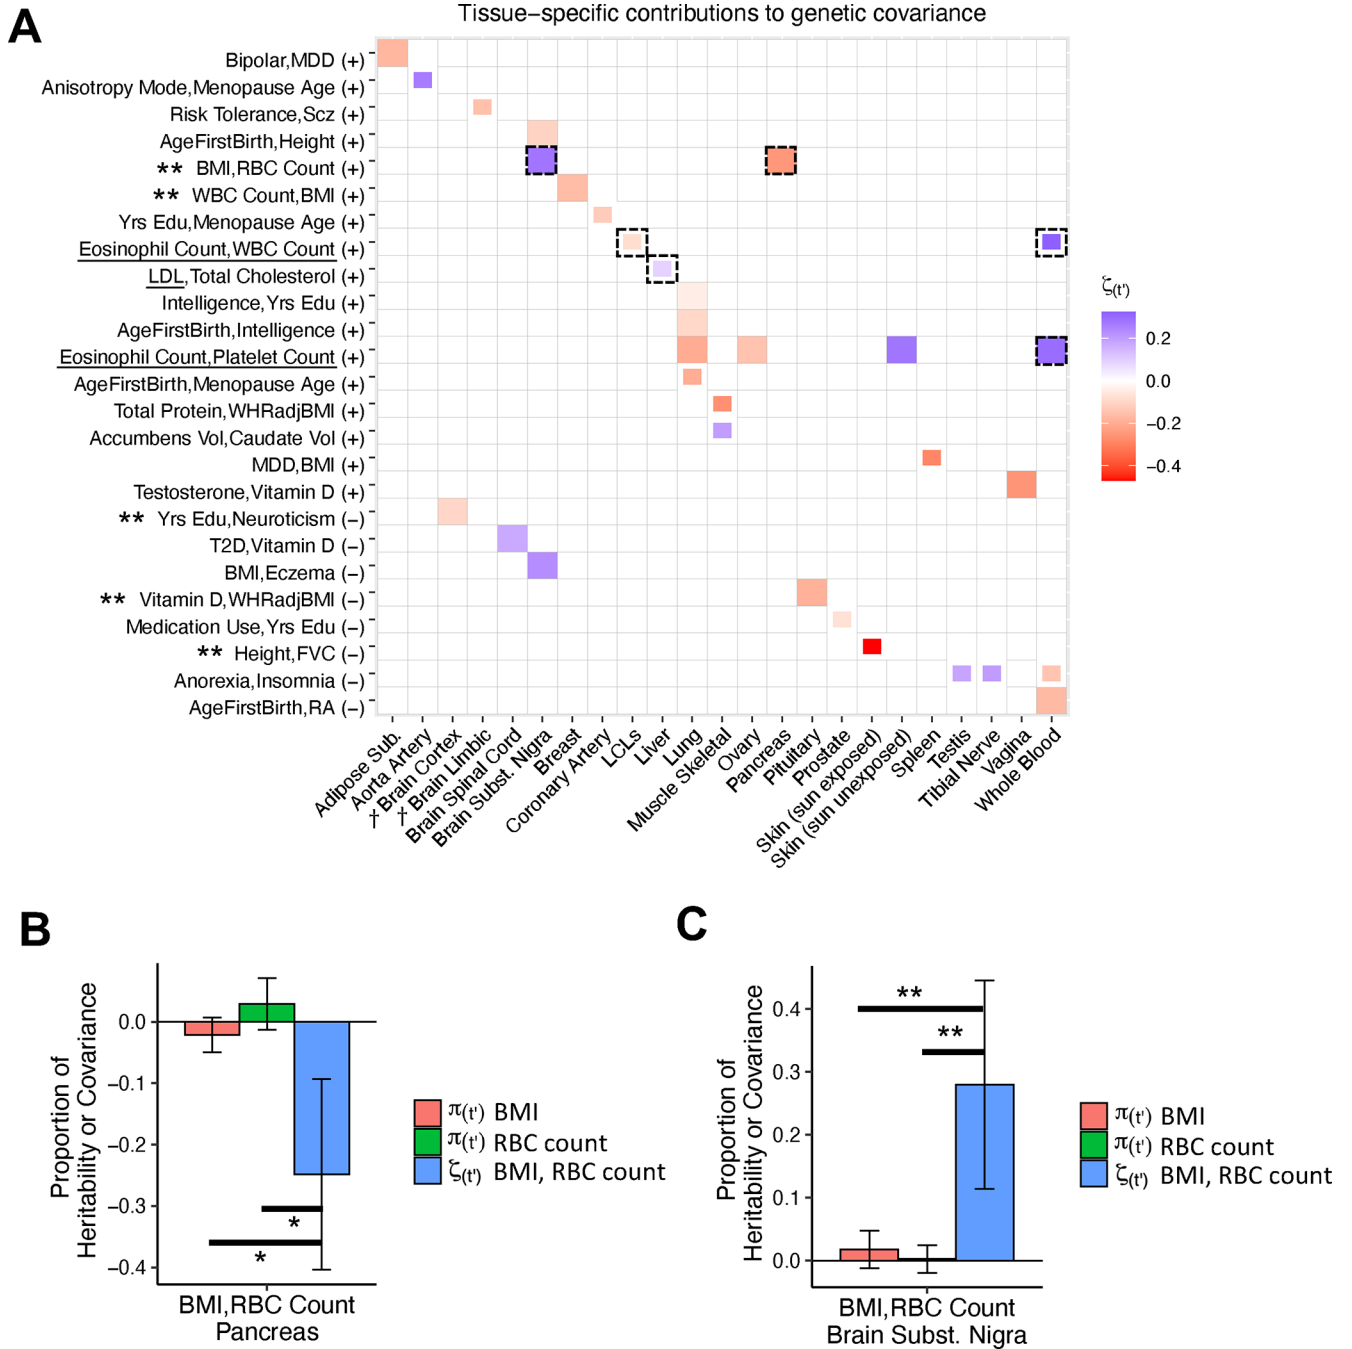 A
Tissue−specific contributions to genetic covariance
Bipolar,MDD (+)
Anisotropy Mode,Menopause Age (+)
Risk Tolerance,Scz (+)
AgeFirstBirth,Height (+)
** BMI,RBC Count (+)
** WBC Count,BMI (+)
Yrs Edu,Menopause Age (+)
Eosinophil Count,WBC Count (+)
LDL,Total Cholesterol (+)
Intelligence,Yrs Edu (+)
AgeFirstBirth,Intelligence (+)
Eosinophil Count,Platelet Count (+)
AgeFirstBirth,Menopause Age (+)
Total Protein,WHRadjBMI (+)
Accumbens Vol,Caudate Vol (+)
MDD,BMI (+)
Testosterone,Vitamin D (+)
** Yrs Edu,Neuroticism (−)
T2D,Vitamin D (−)
BMI,Eczema (−)
** Vitamin D,WHRadjBMI (−)
Medication Use,Yrs Edu (−)
** Height,FVC (−)
Anorexia,Insomnia (−)
AgeFirstBirth,RA (−)
Adipose Sub.
Aorta Artery
† Brain Cortex
† Brain Limbic
Brain Spinal Cord
Brain Subst. Nigra
Breast
Coronary Artery
LCLs
Liver
Lung
Muscle Skeletal
Ovary
Pancreas
Pituitary
Prostate
Skin (sun exposed)
Skin (sun unexposed)
Spleen
Testis
Tibial Nerve
Vagina
Whole Blood
ζ(t')
0.2
0.0
−0.2
−0.4
B
Proportion of
Heritability or Covariance
0.0
−0.1
−0.2
−0.3
−0.4
*
*
BMI,RBC Count
Pancreas
π(t') BMI
π(t') RBC count
ζ(t') BMI, RBC count
C
Proportion of
Heritability or Covariance
0.4
0.3
0.2
0.1
0.0
**
**
BMI,RBC Count
Brain Subst. Nigra
π(t') BMI
π(t') RBC count
ζ(t') BMI, RBC count